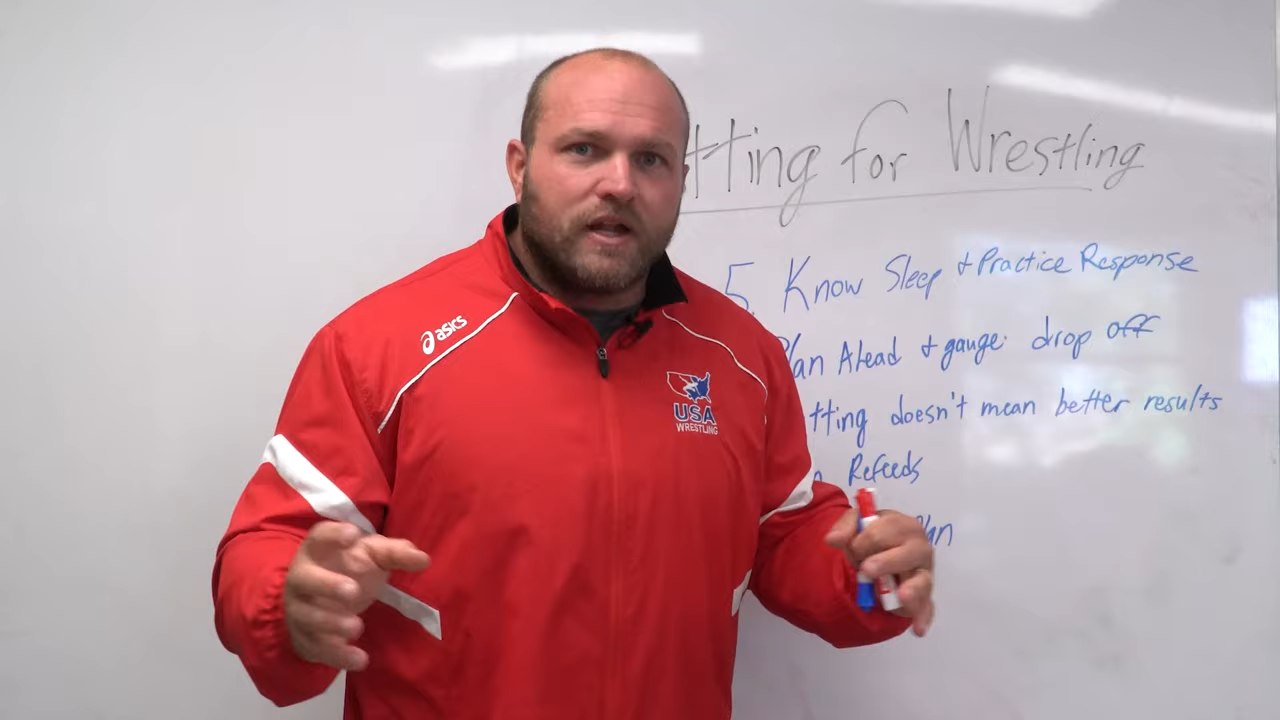 tting for Wrestling
5. Know Sleep + Practice Response
lan Ahead + gauge drop off
tting doesn't mean better results
Refeeds
lan
asics
USA
WRESTLING